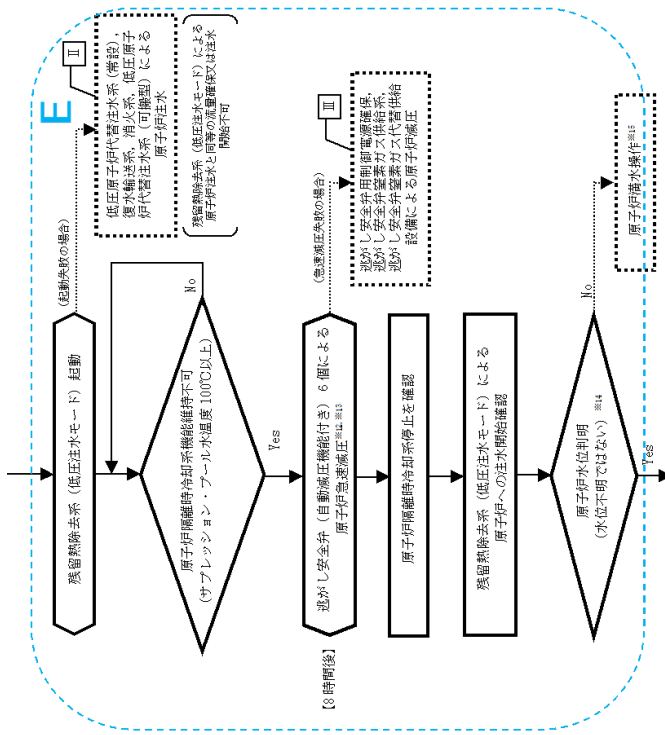 E
残留熱除去系（低圧注水モード）起動
(起動失敗の場合)
Ⅱ
低圧原子炉代替注水系（常設），
復水輸送系，消火系，低圧原子
炉代替注水系（可搬型）による
原子炉注水
残留熱除去系（低圧注水モード）による
原子炉注水と同等の流量確保又は注水
開始不可
原子炉隔離時冷却系機能維持不可
(サプレッション・プール水温度 100℃以上)
No
Yes
【8 時間後】
逃がし安全弁（自動減圧機能付き）6 個による
原子炉急速減圧※12,※13
(急速減圧失敗の場合)
Ⅲ
逃がし安全弁用制御電源確保，
逃がし安全弁窒素ガス供給系，
逃がし安全弁窒素ガス代替供給
設備による原子炉減圧
原子炉隔離時冷却系停止を確認
残留熱除去系（低圧注水モード）による
原子炉への注水開始確認
原子炉水位判明
(水位不明ではない)※14
No
原子炉満水操作※15
Yes